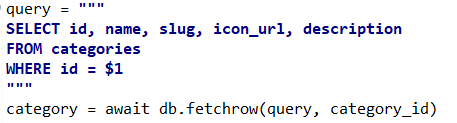 query = """
SELECT id, name, slug, icon_url, description
FROM categories
WHERE id = $1
"""
category = await db.fetchrow(query, category_id)